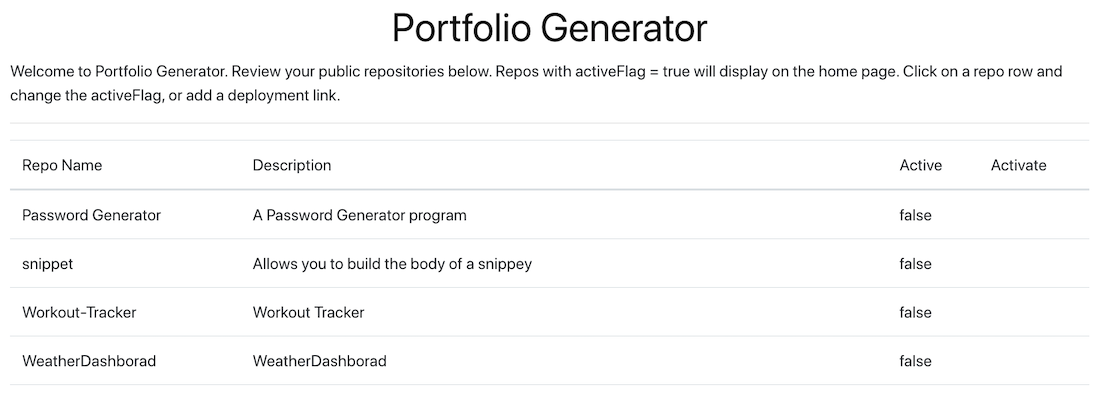 Portfolio Generator
Welcome to Portfolio Generator. Review your public repositories below. Repos with activeFlag = true will display on the home page. Click on a repo row and
change the activeFlag, or add a deployment link.
Repo Name Description Active Activate
Password Generator A Password Generator program false
snippet Allows you to build the body of a snippey false
Workout-Tracker Workout Tracker false
WeatherDashborad WeatherDashborad false